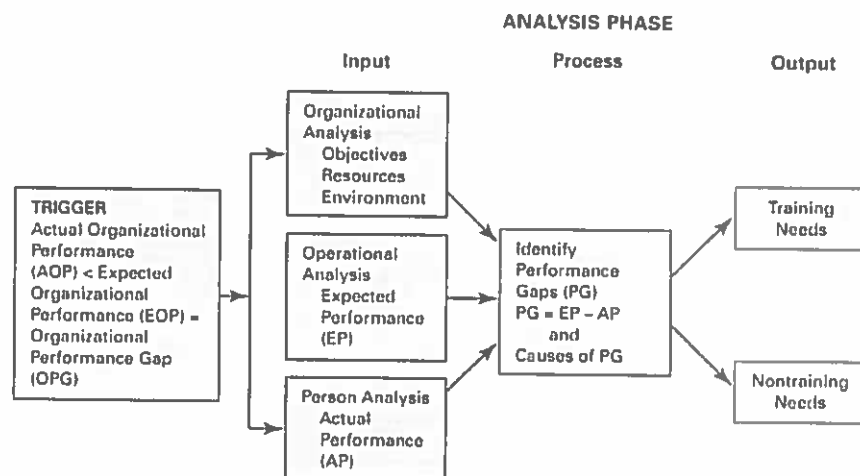 ANALYSIS PHASE
Input
Process
Output
TRIGGER
Actual Organizational
Performance
(AOP) < Expected
Organizational
Performance (EOP) =
Organizational
Performance Gap
(OPG)
Organizational
Analysis
Objectives
Resources
Environment
Operational
Analysis
Expected
Performance
(EP)
Person Analysis
Actual
Performance
(AP)
Identify
Performance
Gaps (PG)
PG = EP – AP
and
Causes of PG
Training
Needs
Nontraining
Needs